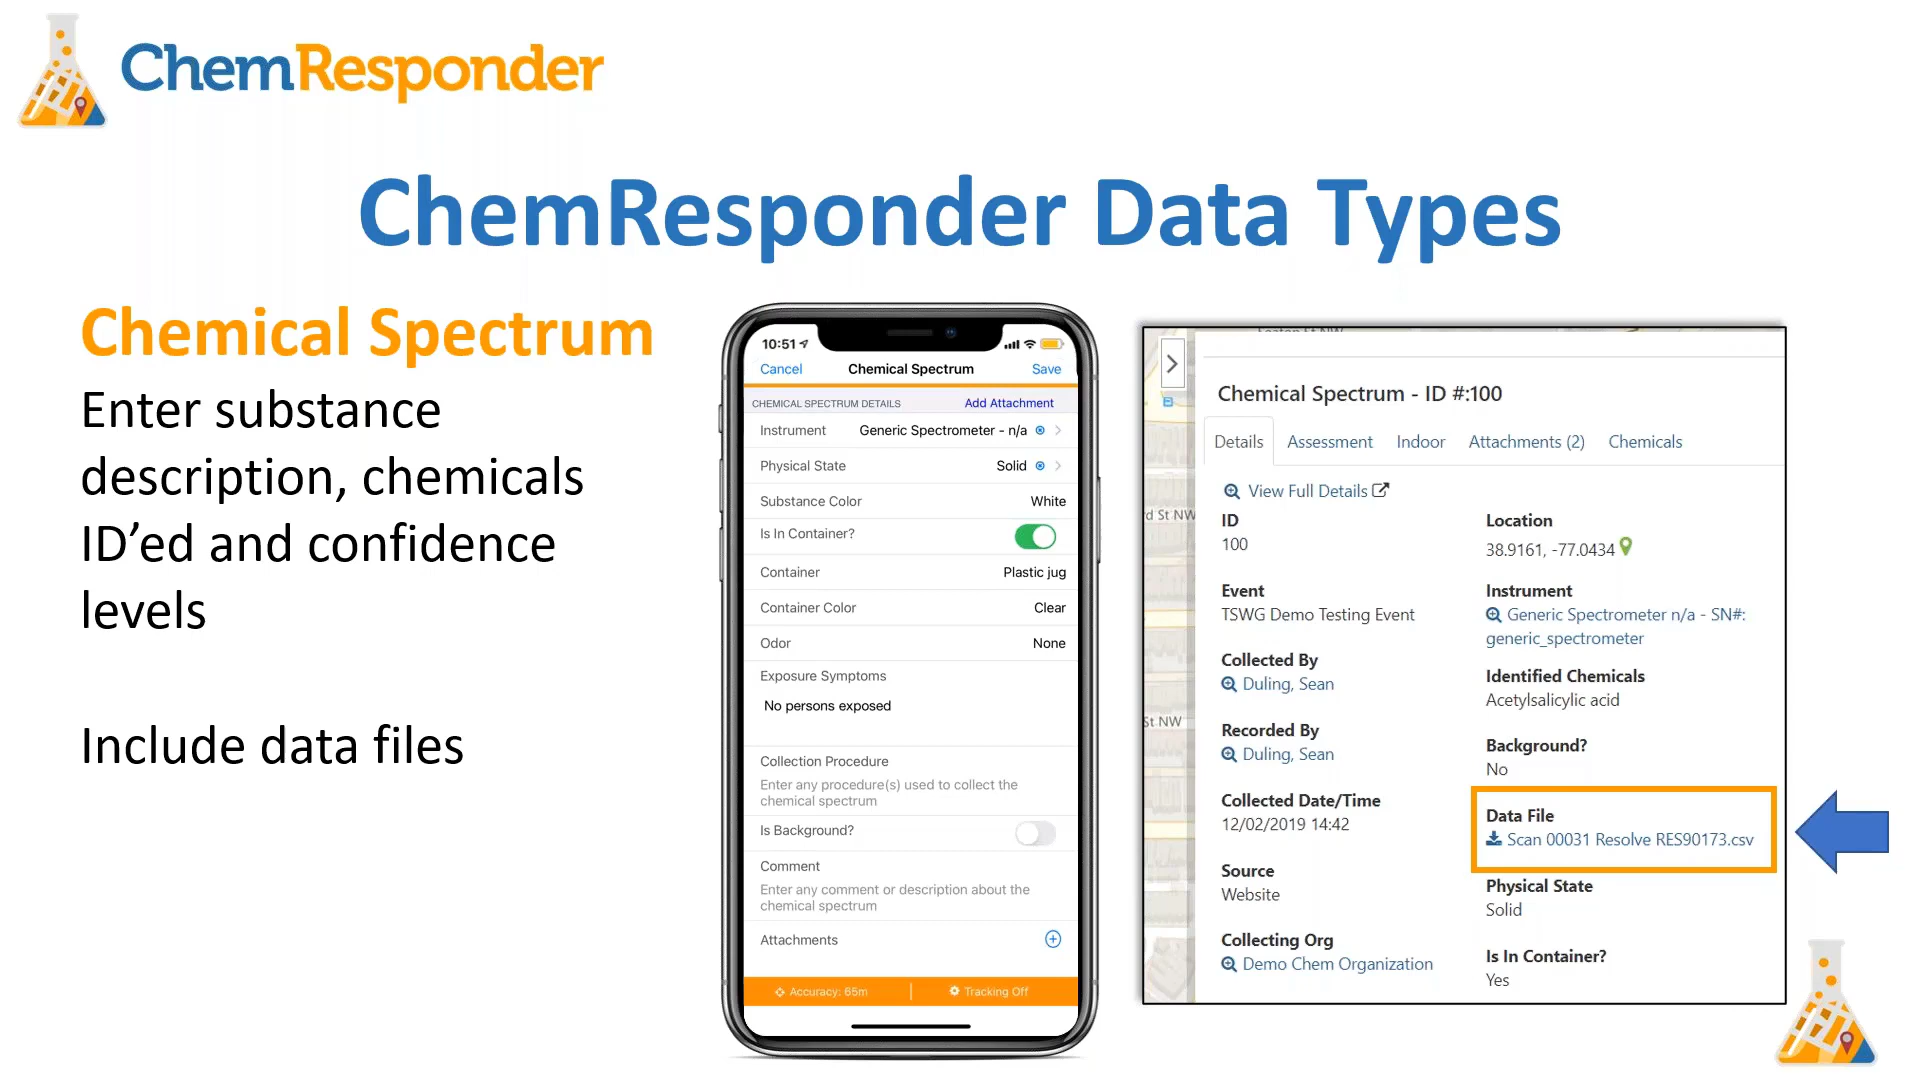 ChemResponder
ChemResponder Data Types
Chemical Spectrum
Enter substance
description, chemicals
ID’ed and confidence
levels
Include data files
10:51
Cancel Chemical Spectrum Save
CHEMICAL SPECTRUM DETAILS Add Attachment
Instrument Generic Spectrometer - n/a
Physical State Solid
Substance Color White
Is In Container?
Container Plastic jug
Container Color Clear
Odor None
Exposure Symptoms
No persons exposed
Collection Procedure
Enter any procedure(s) used to collect the
chemical spectrum
Is Background?
Comment
Enter any comment or description about the
chemical spectrum
Attachments
Accuracy: 65m Tracking Off
rd St NW
St NW
Chemical Spectrum - ID #:100
Details Assessment Indoor Attachments (2) Chemicals
View Full Details
ID
100
Event
TSWG Demo Testing Event
Collected By
Duling, Sean
Recorded By
Duling, Sean
Collected Date/Time
12/02/2019 14:42
Source
Website
Collecting Org
Demo Chem Organization
Location
38.9161, -77.0434
Instrument
Generic Spectrometer n/a - SN#:
generic_spectrometer
Identified Chemicals
Acetylsalicylic acid
Background?
No
Data File
Scan 00031 Resolve RES90173.csv
Physical State
Solid
Is In Container?
Yes